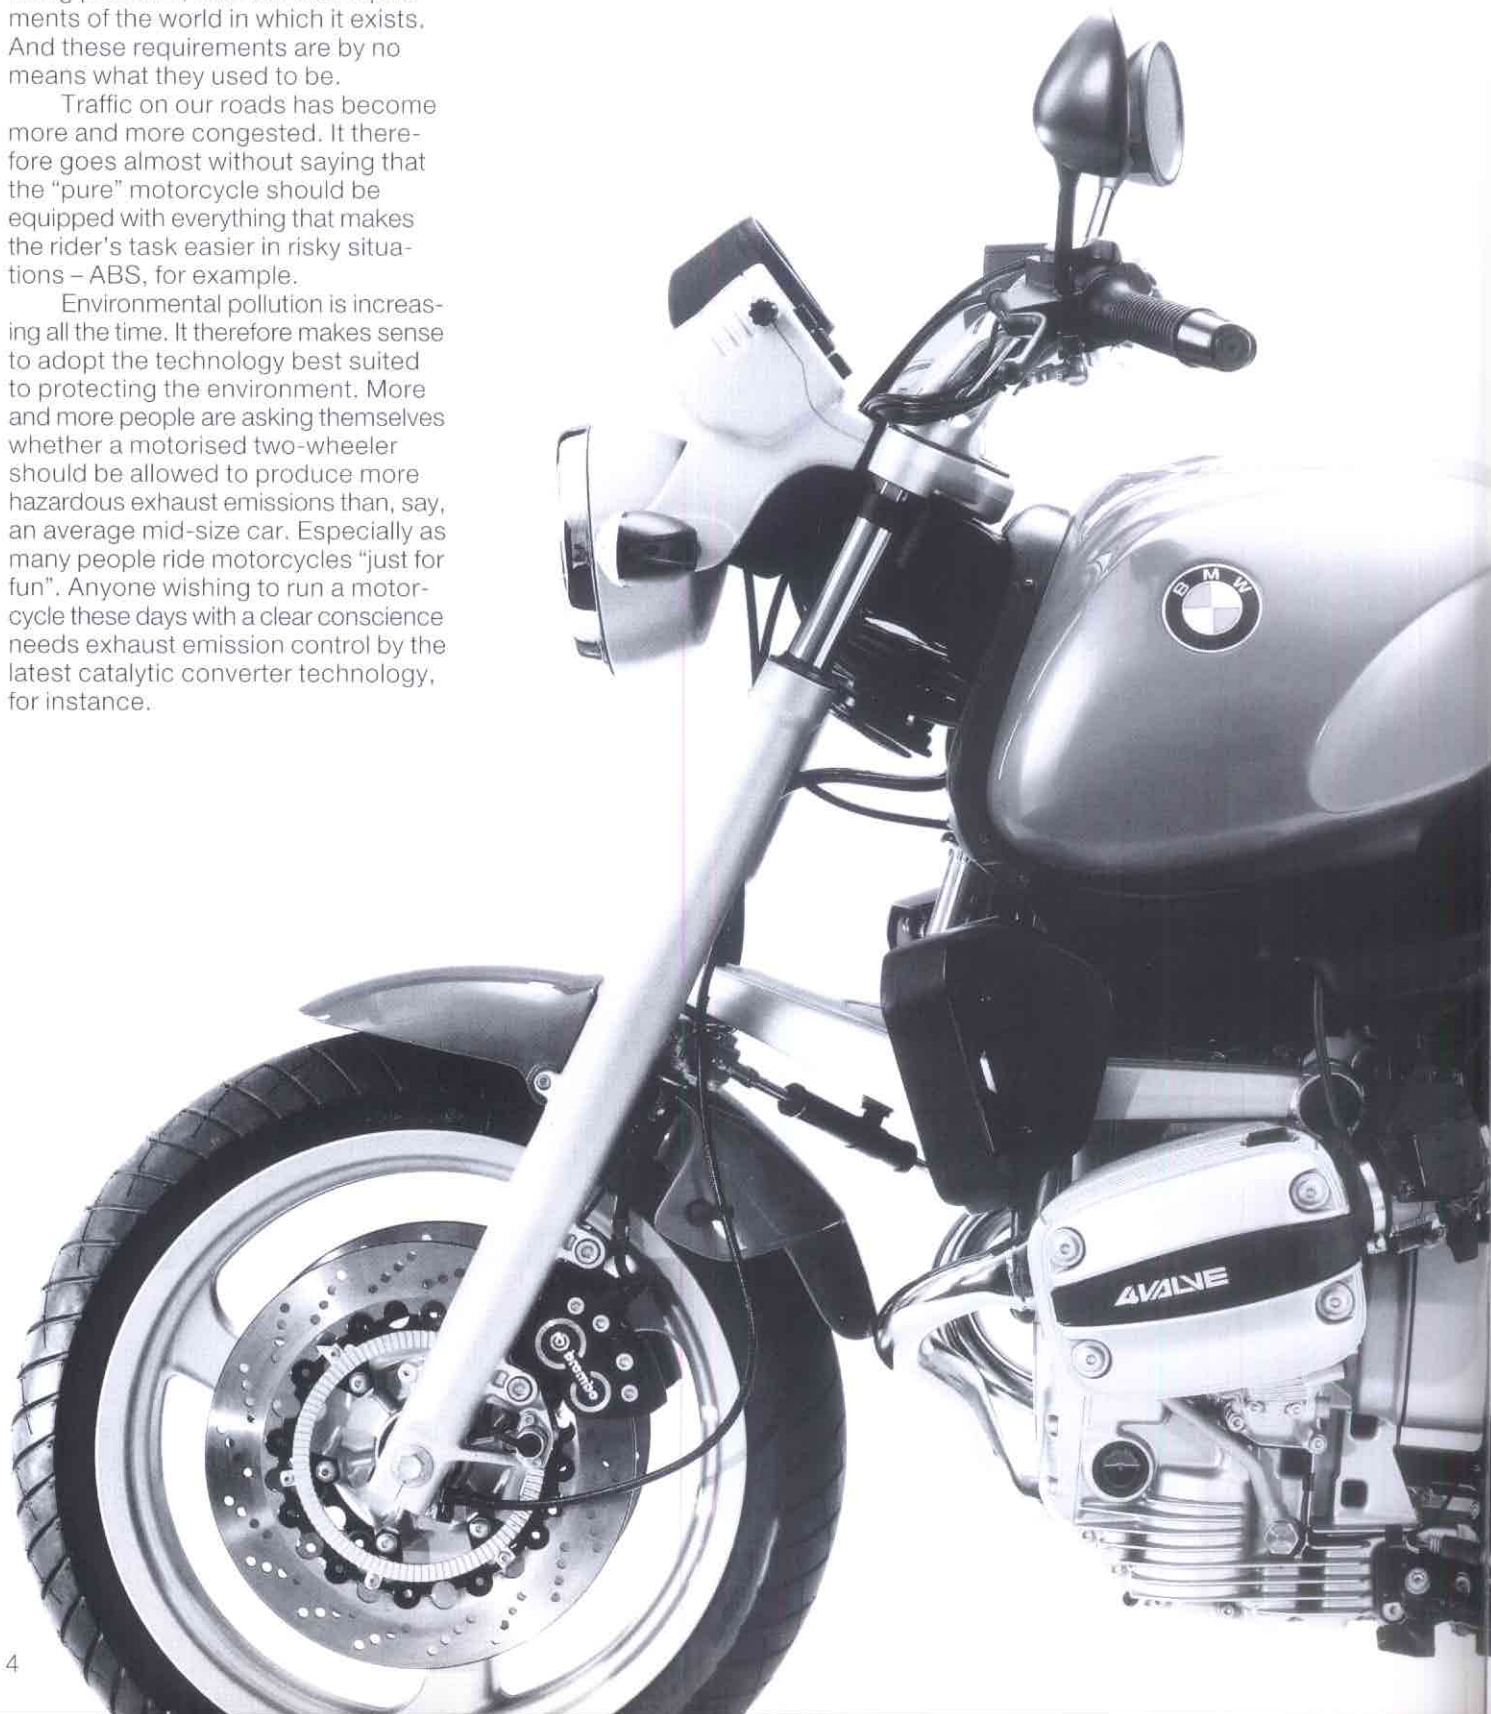 ments of the world in which it exists.
And these requirements are by no
means what they used to be.
Traffic on our roads has become
more and more congested. It there-
fore goes almost without saying that
the “pure” motorcycle should be
equipped with everything that makes
the rider's task easier in risky situa-
tions – ABS, for example.
Environmental pollution is increas-
ing all the time. It therefore makes sense
to adopt the technology best suited
to protecting the environment. More
and more people are asking themselves
whether a motorised two-wheeler
should be allowed to produce more
hazardous exhaust emissions than, say,
an average mid-size car. Especially as
many people ride motorcycles “just for
fun”. Anyone wishing to run a motor-
cycle these days with a clear conscience
needs exhaust emission control by the
latest catalytic converter technology,
for instance.
BMW
4VALVE
brembo
4